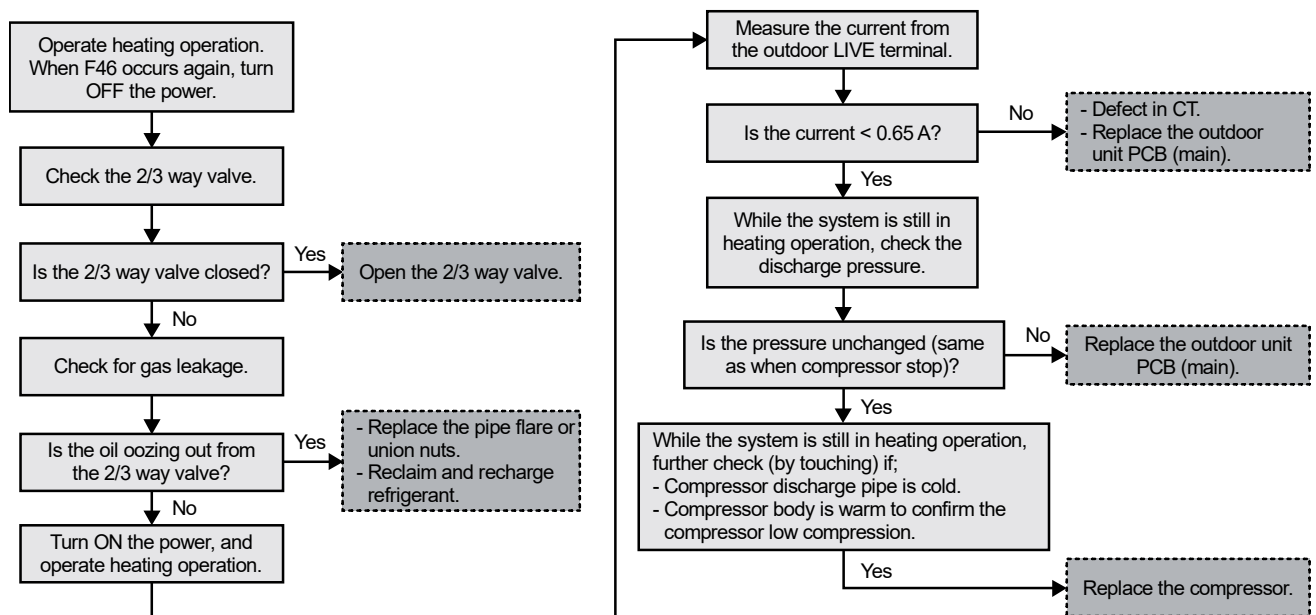 Operate heating operation.
When F46 occurs again, turn
OFF the power.
Check the 2/3 way valve.
Is the 2/3 way valve closed?
Yes
Open the 2/3 way valve.
No
Check for gas leakage.
Is the oil oozing out from
the 2/3 way valve?
Yes
- Replace the pipe flare or
union nuts.
- Reclaim and recharge
refrigerant.
No
Turn ON the power, and
operate heating operation.
Measure the current from
the outdoor LIVE terminal.
Is the current < 0.65 A?
No
- Defect in CT.
- Replace the outdoor
unit PCB (main).
Yes
While the system is still in
heating operation, check the
discharge pressure.
Is the pressure unchanged (same
as when compressor stop)?
No
Replace the outdoor unit
PCB (main).
Yes
While the system is still in heating operation,
further check (by touching) if;
- Compressor discharge pipe is cold.
- Compressor body is warm to confirm the
compressor low compression.
Yes
Replace the compressor.